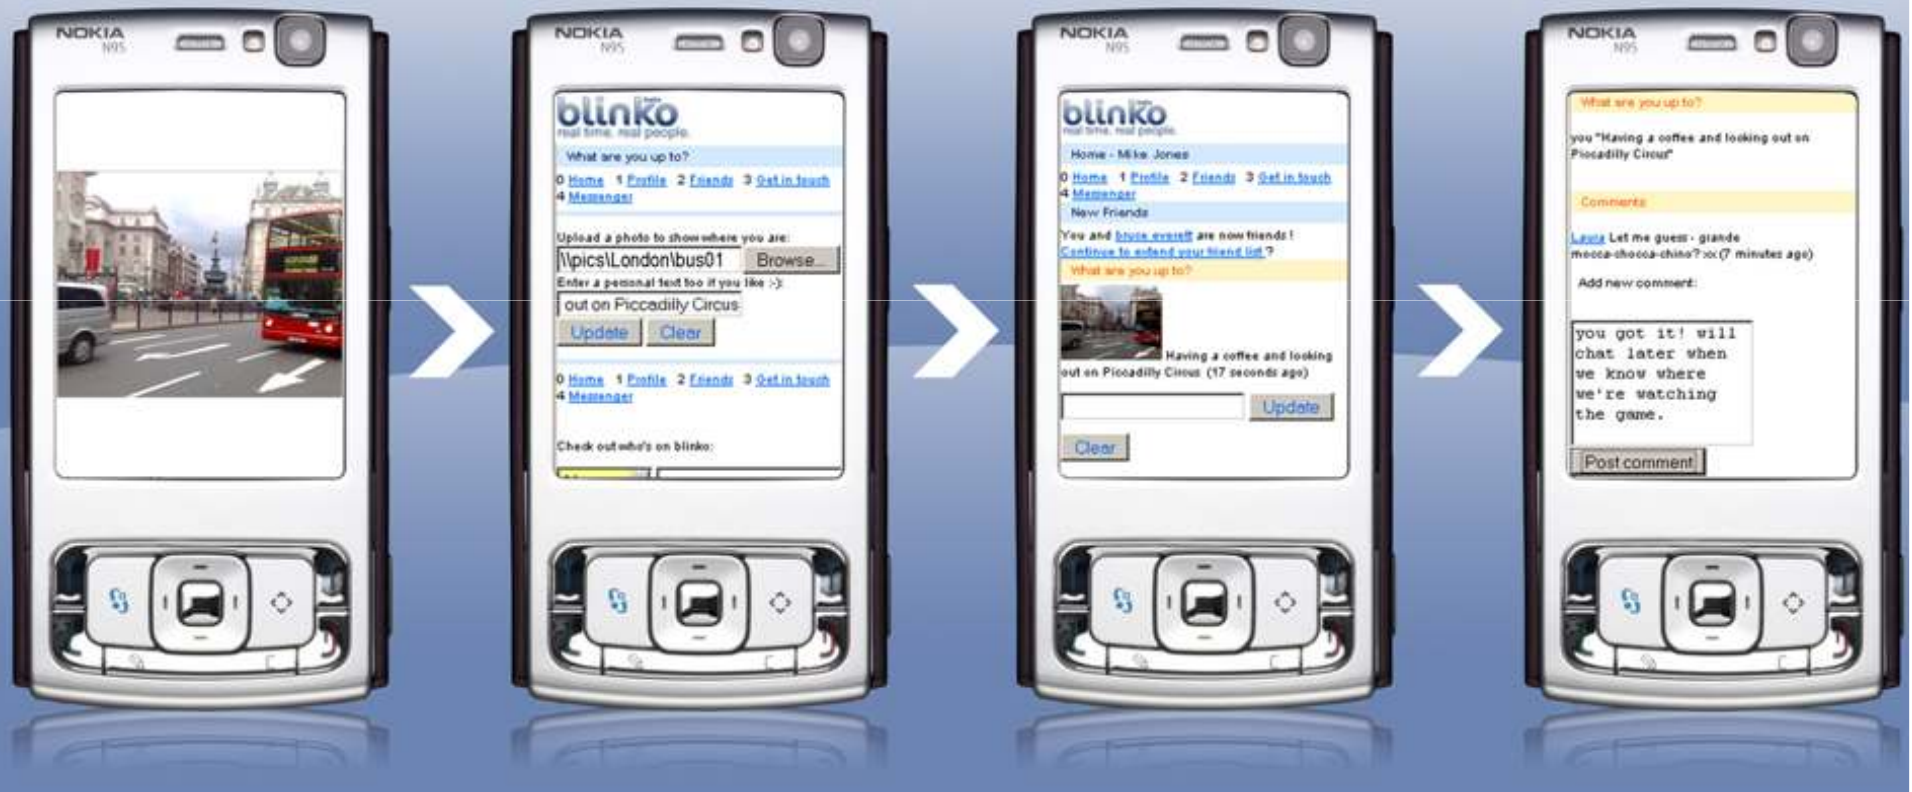 NOKIA
N95
NOKIA
N95
blinko
real time. real people.
What are you up to?
0 Home 1 Profile 2 Friends 3 Get in touch
4 Messenger
Upload a photo to show where you are:
\\pics\London\bus01 Browse...
Enter a personal text too if you like :-):
out on Piccadilly Circus
Update Clear
0 Home 1 Profile 2 Friends 3 Get in touch
4 Messenger
Check out who's on blinko:
NOKIA
N95
blinko
real time. real people.
Home - Mike Jones
0 Home 1 Profile 2 Friends 3 Get in touch
4 Messenger
New Friends
You and bruce everett are now friends !
Continue to extend your friend list ?
What are you up to?
Having a coffee and looking
out on Piccadilly Circus (17 seconds ago)
Update
Clear
NOKIA
N95
What are you up to?
you "Having a coffee and looking out on
Piccadilly Circus"
Comments
Laura Let me guess - grande
mocca-chocca-chino? xx (7 minutes ago)
Add new comment:
you got it! will
chat later when
we know where
we're watching
the game.
Post comment